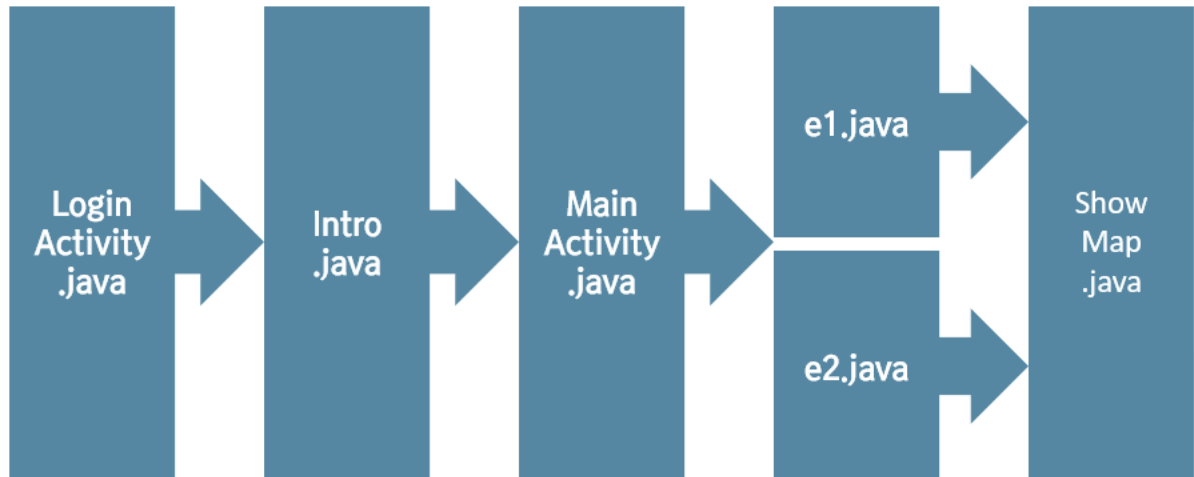 Login
Activity
.java
Intro
.java
Main
Activity
.java
e1.java
e2.java
Show
Map
.java